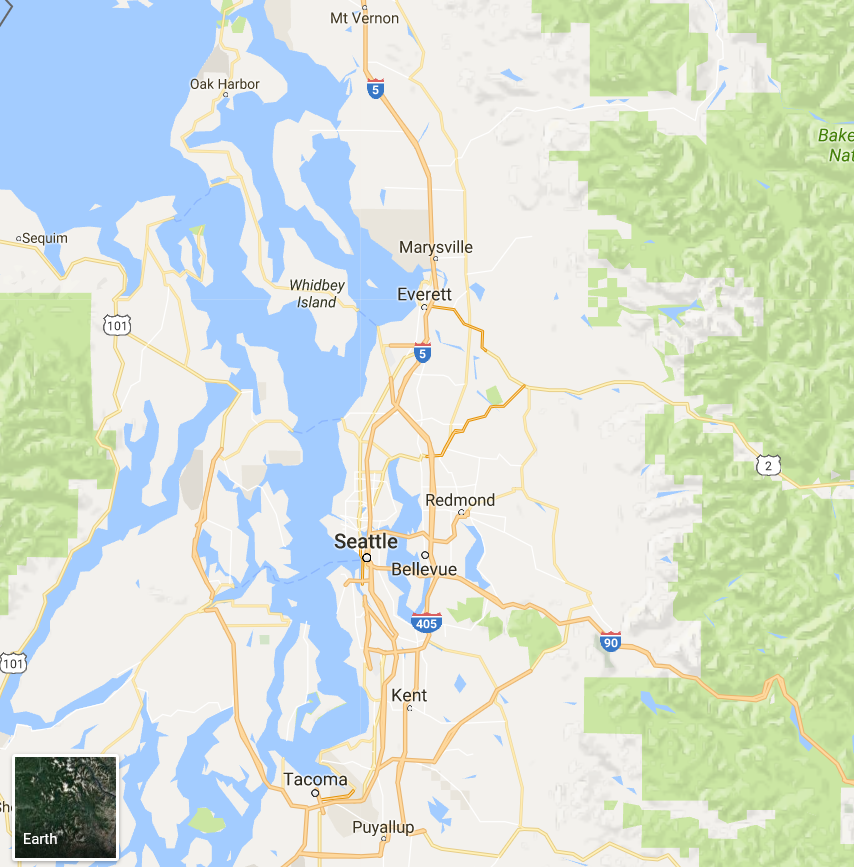 Mt Vernon
Oak Harbor
5
Bake
Nat
Sequim
Marysville
Whidbey
Island
Everett
101
5
2
Redmond
Seattle
Bellevue
405
90
101
Kent
Tacoma
Sh
Puyallup
Earth